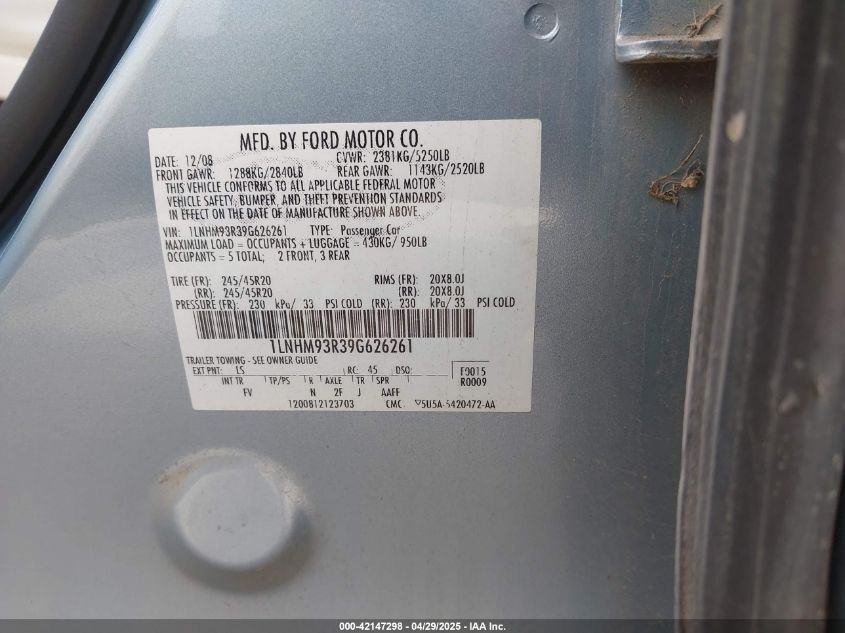 MFD. BY FORD MOTOR CO.
DATE: 12/08 GVWR: 2381KG/5250LB
FRONT GAWR: 1288KG/2840LB REAR GAWR: 1143KG/2520LB
THIS VEHICLE CONFORMS TO ALL APPLICABLE FEDERAL MOTOR
VEHICLE SAFETY, BUMPER, AND THEFT PREVENTION STANDARDS
IN EFFECT ON THE DATE OF MANUFACTURE SHOWN ABOVE.
VIN: 1LNHM93R39G626261 TYPE: Passenger Car
MAXIMUM LOAD = OCCUPANTS + LUGGAGE = 430KG/ 950LB
OCCUPANTS = 5 TOTAL; 2 FRONT, 3 REAR
TIRE (FR): 245/45R20 RIMS (FR): 20X8.0J
(RR): 245/45R20 (RR): 20X8.0J
PRESSURE (FR): 230 kPa/ 33 PSI COLD (RR): 230 kPa/ 33 PSI COLD
1LNHM93R39G626261
TRAILER TOWING - SEE OWNER GUIDE
EXT PNT: LS RC: 45 DSO: F0015
INT TR TP/PS R AXLE TR SPR R0009
FV N 2F J AAFF
1200812123703 CMC ▽5U5A-5420472-AA
000-42147298 - 04/29/2025 - IAA Inc.